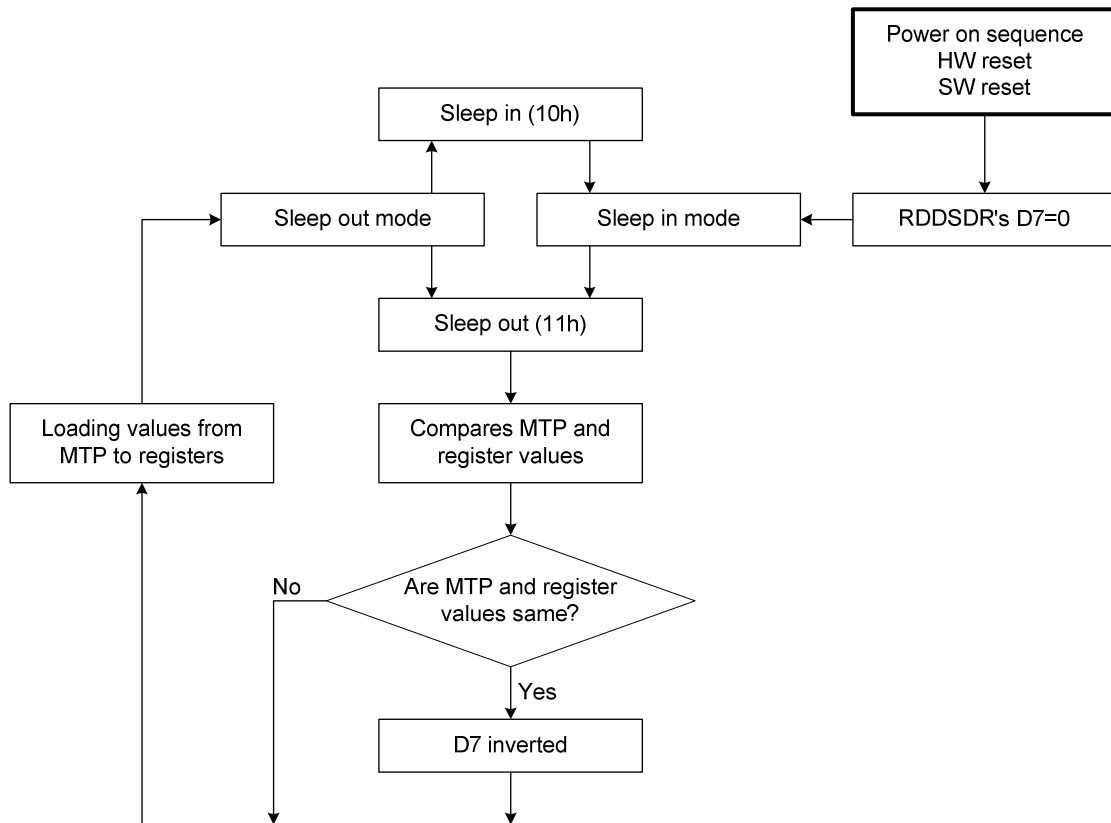 Power on sequence
HW reset
SW reset
Sleep in (10h)
Sleep out mode
Sleep in mode
RDDSDR's D7=0
Sleep out (11h)
Loading values from
MTP to registers
Compares MTP and
register values
No
Are MTP and register
values same?
Yes
D7 inverted